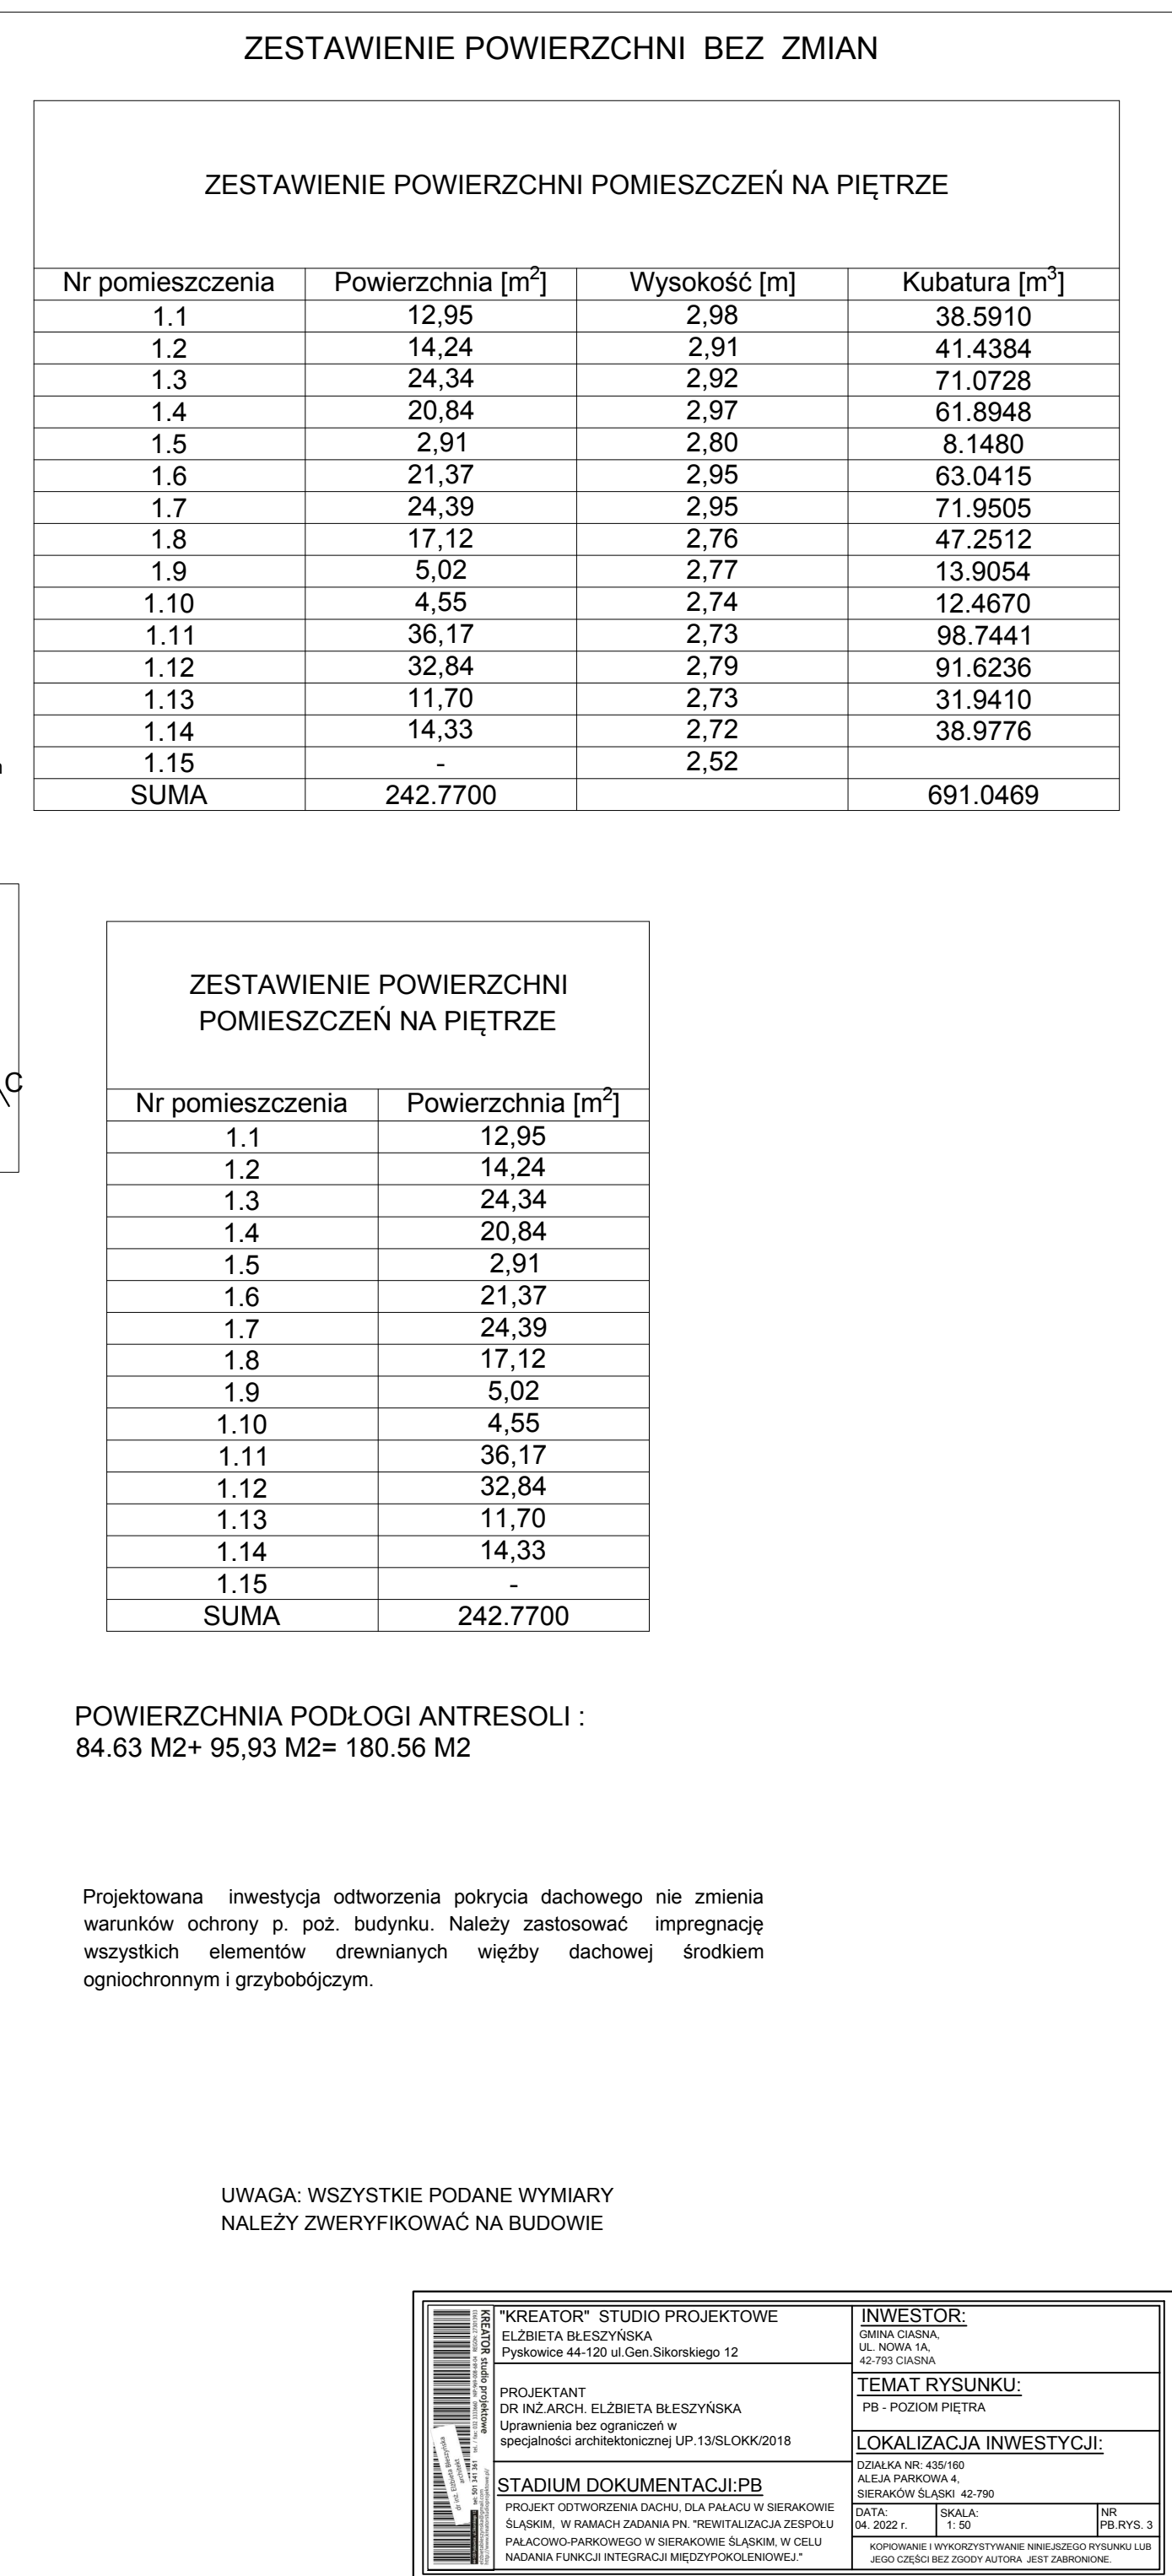 ZESTAWIENIE POWIERZCHNI BEZ ZMIAN
ZESTAWIENIE POWIERZCHNI POMIESZCZEŃ NA PIĘTRZE
Nr pomieszczenia Powierzchnia [m²] Wysokość [m] Kubatura [m³]
1.1 12,95 2,98 38.5910
1.2 14,24 2,91 41.4384
1.3 24,34 2,92 71.0728
1.4 20,84 2,97 61.8948
1.5 2,91 2,80 8.1480
1.6 21,37 2,95 63.0415
1.7 24,39 2,95 71.9505
1.8 17,12 2,76 47.2512
1.9 5,02 2,77 13.9054
1.10 4,55 2,74 12.4670
1.11 36,17 2,73 98.7441
1.12 32,84 2,79 91.6236
1.13 11,70 2,73 31.9410
1.14 14,33 2,72 38.9776
1.15 - 2,52
SUMA 242.7700 691.0469
C
ZESTAWIENIE POWIERZCHNI
POMIESZCZEŃ NA PIĘTRZE
Nr pomieszczenia Powierzchnia [m²]
1.1 12,95
1.2 14,24
1.3 24,34
1.4 20,84
1.5 2,91
1.6 21,37
1.7 24,39
1.8 17,12
1.9 5,02
1.10 4,55
1.11 36,17
1.12 32,84
1.13 11,70
1.14 14,33
1.15 -
SUMA 242.7700
POWIERZCHNIA PODŁOGI ANTRESOLI :
84.63 M2+ 95,93 M2= 180.56 M2
Projektowana inwestycja odtworzenia pokrycia dachowego nie zmienia
warunków ochrony p. poż. budynku. Należy zastosować impregnację
wszystkich elementów drewnianych więźby dachowej środkiem
ogniochronnym i grzybobójczym.
UWAGA: WSZYSTKIE PODANE WYMIARY
NALEŻY ZWERYFIKOWAĆ NA BUDOWIE
KREATOR studio projektowe
dr inż. Elżbieta Błeszyńska
architekt
"KREATOR" STUDIO PROJEKTOWE
ELŻBIETA BŁESZYŃSKA
Pyskowice 44-120 ul.Gen.Sikorskiego 12
PROJEKTANT
DR INŻ.ARCH. ELŻBIETA BŁESZYŃSKA
Uprawnienia bez ograniczeń w
specjalności architektonicznej UP.13/SLOKK/2018
STADIUM DOKUMENTACJI:PB
PROJEKT ODTWORZENIA DACHU, DLA PAŁACU W SIERAKOWIE
ŚLĄSKIM, W RAMACH ZADANIA PN. "REWITALIZACJA ZESPOŁU
PAŁACOWO-PARKOWEGO W SIERAKOWIE ŚLĄSKIM, W CELU
NADANIA FUNKCJI INTEGRACJI MIĘDZYPOKOLENIOWEJ."
INWESTOR:
GMINA CIASNA,
UL. NOWA 1A,
42-793 CIASNA
TEMAT RYSUNKU:
PB - POZIOM PIĘTRA
LOKALIZACJA INWESTYCJI:
DZIAŁKA NR: 435/160
ALEJA PARKOWA 4,
SIERAKÓW ŚLĄSKI 42-790
DATA: SKALA: NR
04. 2022 r. 1: 50 PB.RYS. 3
KOPIOWANIE I WYKORZYSTYWANIE NINIEJSZEGO RYSUNKU LUB
JEGO CZĘŚCI BEZ ZGODY AUTORA JEST ZABRONIONE.